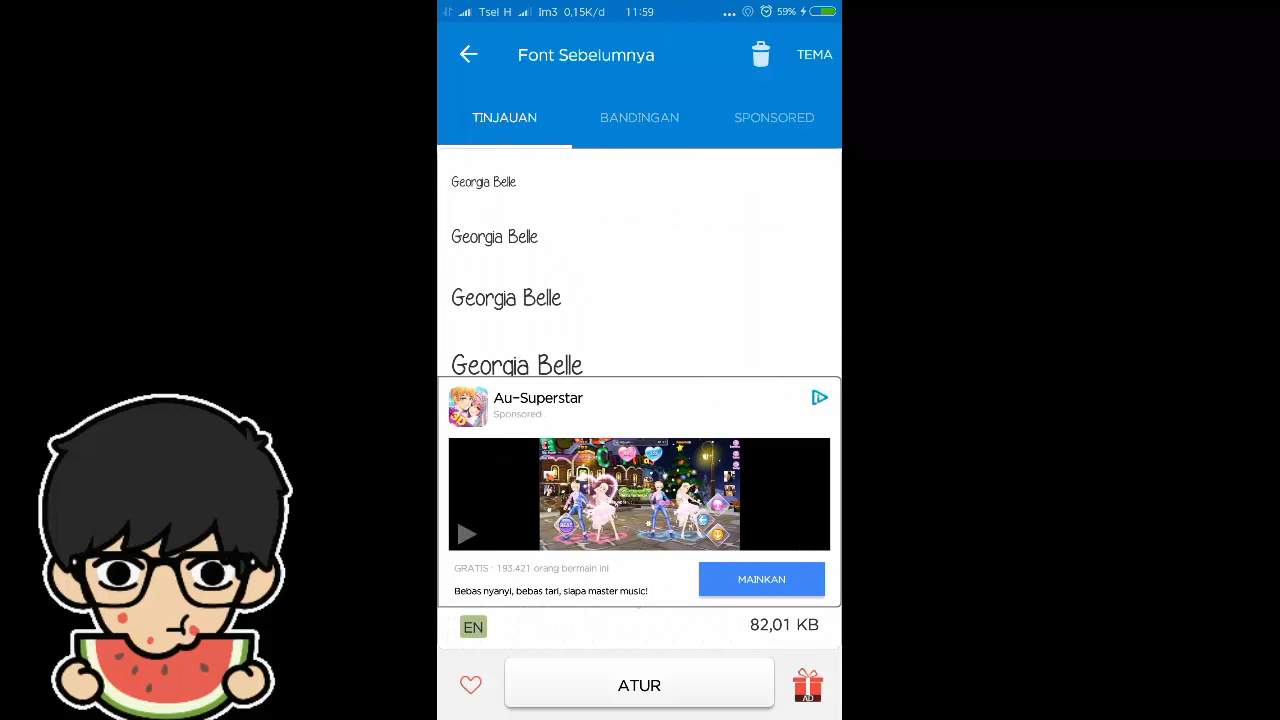 Tsel H Im3 0,15K/d 11:59 ... 59%
Font Sebelumnya TEMA
TINJAUAN BANDINGAN SPONSORED
Georgia Belle
Georgia Belle
Georgia Belle
Georgia Belle
Au-Superstar
Sponsored
GRATIS · 193.421 orang bermain ini
MAINKAN
Bebas nyanyi, bebas tari, siapa master music!
EN 82,01 KB
ATUR
AD